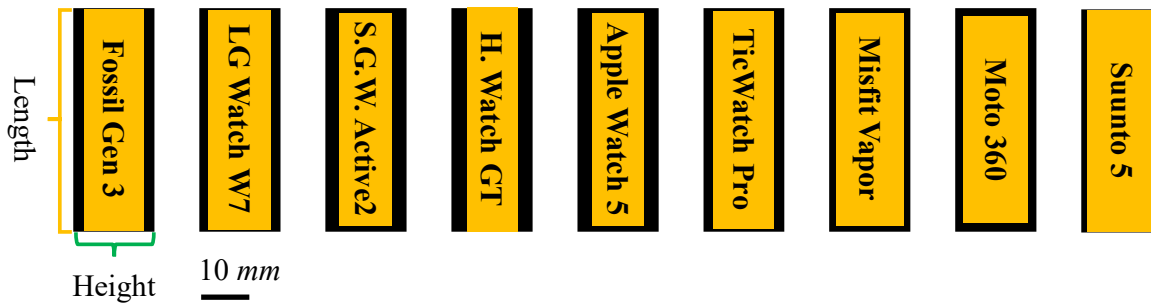 Length
Fossil Gen 3
LG Watch W7
S.G.W. Active2
H. Watch GT
Apple Watch 5
TicWatch Pro
Misfit Vapor
Moto 360
Suunto 5
Height
10 mm